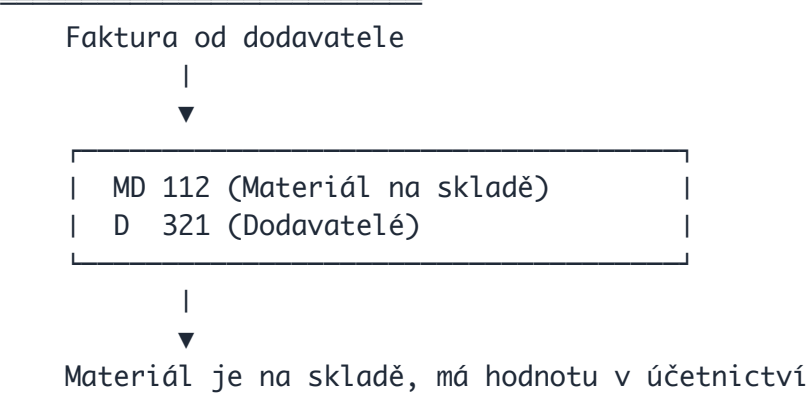 Faktura od dodavatele
|
▼
┌──────────────────────────────────┐
| MD 112 (Materiál na skladě) |
| D 321 (Dodavatelé) |
└──────────────────────────────────┘
|
▼
Materiál je na skladě, má hodnotu v účetnictví